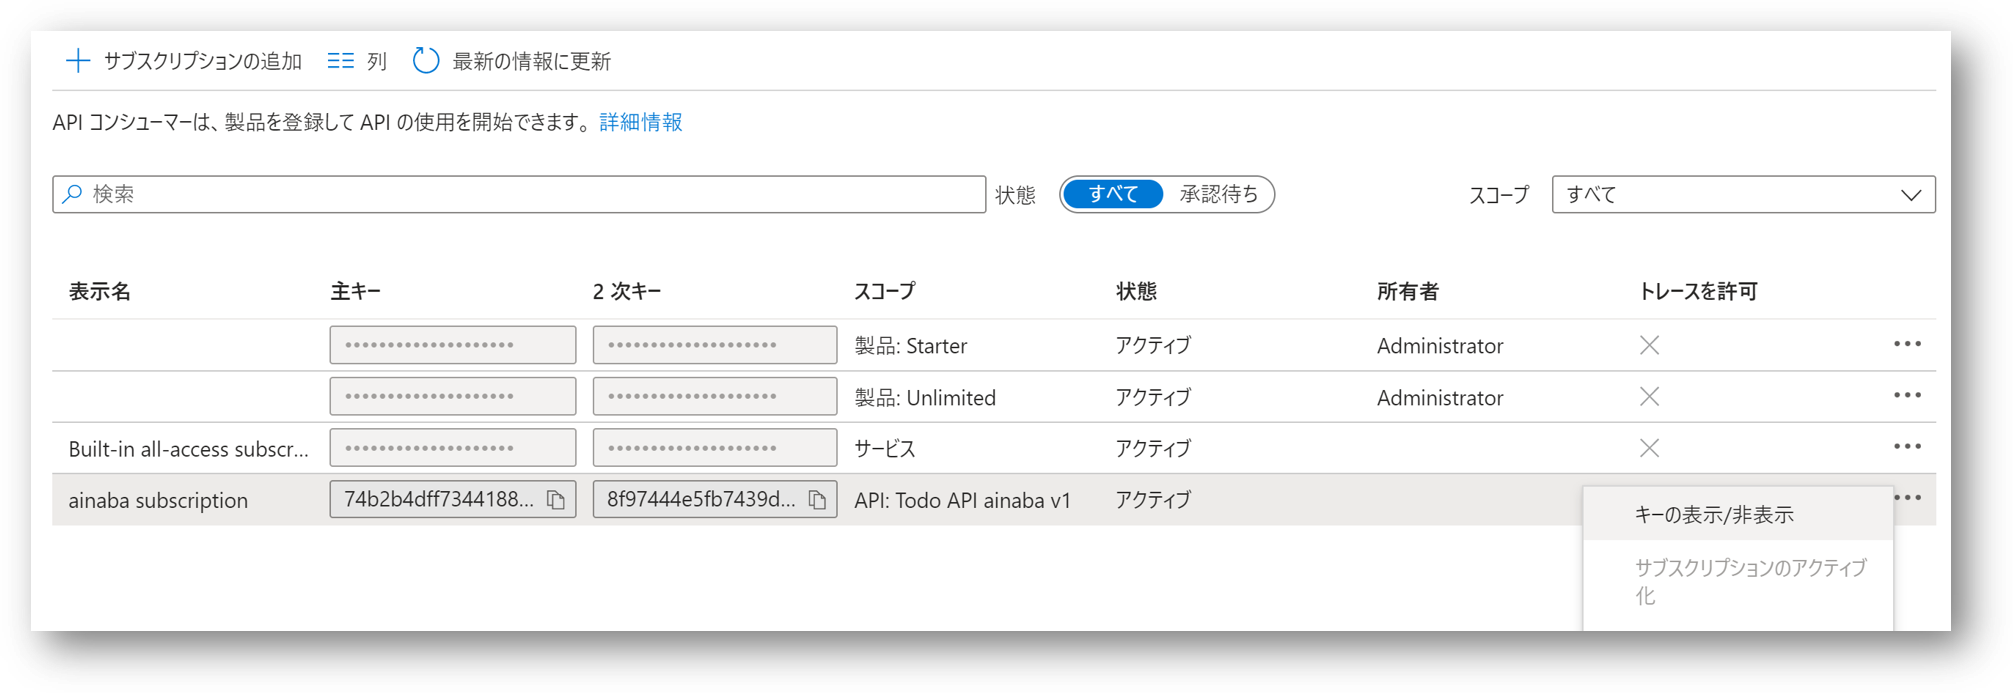 サブスクリプションの追加 列 最新の情報に更新
API コンシューマーは、製品を登録して API の使用を開始できます。 詳細情報
検索 状態 すべて 承認待ち スコープ すべて
表示名 主キー 2 次キー スコープ 状態 所有者 トレースを許可
•••••••••••••••••••• •••••••••••••••••••• 製品: Starter アクティブ Administrator
•••••••••••••••••••• •••••••••••••••••••• 製品: Unlimited アクティブ Administrator
Built-in all-access subscr... •••••••••••••••••••• •••••••••••••••••••• サービス アクティブ
ainaba subscription 74b2b4dff7344188... 8f97444e5fb7439d... API: Todo API ainaba v1 アクティブ
キーの表示/非表示
サブスクリプションのアクティブ
化